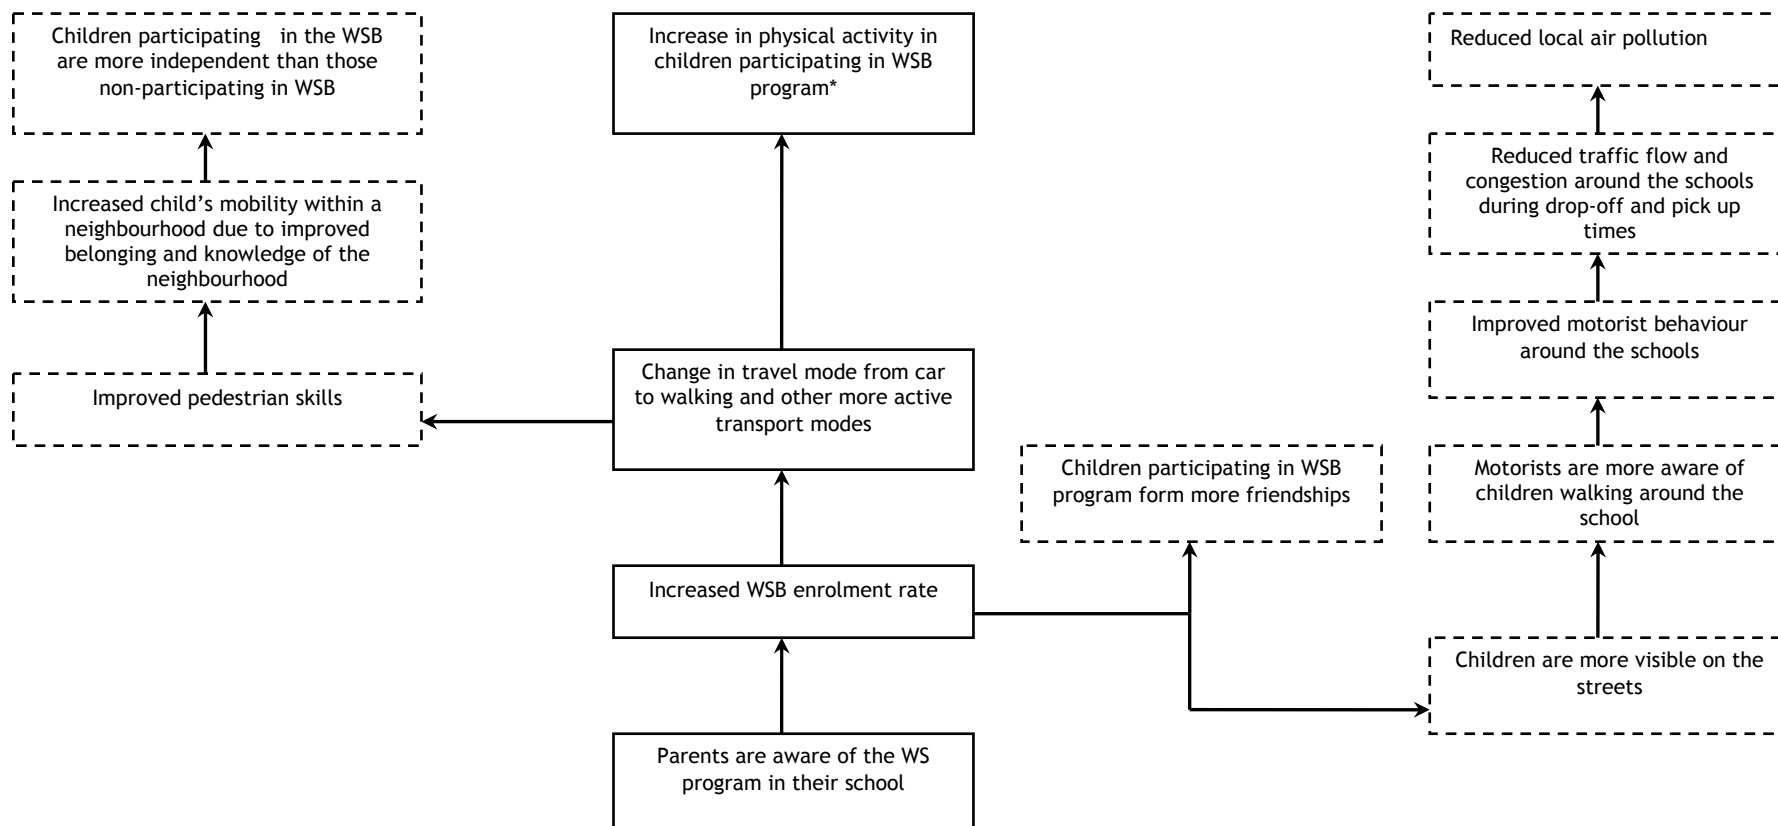 Children participating   in the WSB
are more independent than those
non-participating in WSB
Increase in physical activity in
children participating in WSB
program*
Reduced local air pollution
Reduced traffic flow and
congestion around the schools
during drop-off and pick up
times
Increased child’s mobility within a
neighbourhood due to improved
belonging and knowledge of the
neighbourhood
Improved motorist behaviour
around the schools
Improved pedestrian skills
Change in travel mode from car
to walking and other more active
transport modes
Children participating in WSB
program form more friendships
Motorists are more aware of
children walking around the
school
Increased WSB enrolment rate
Children are more visible on the
streets
Parents are aware of the WS
program in their school